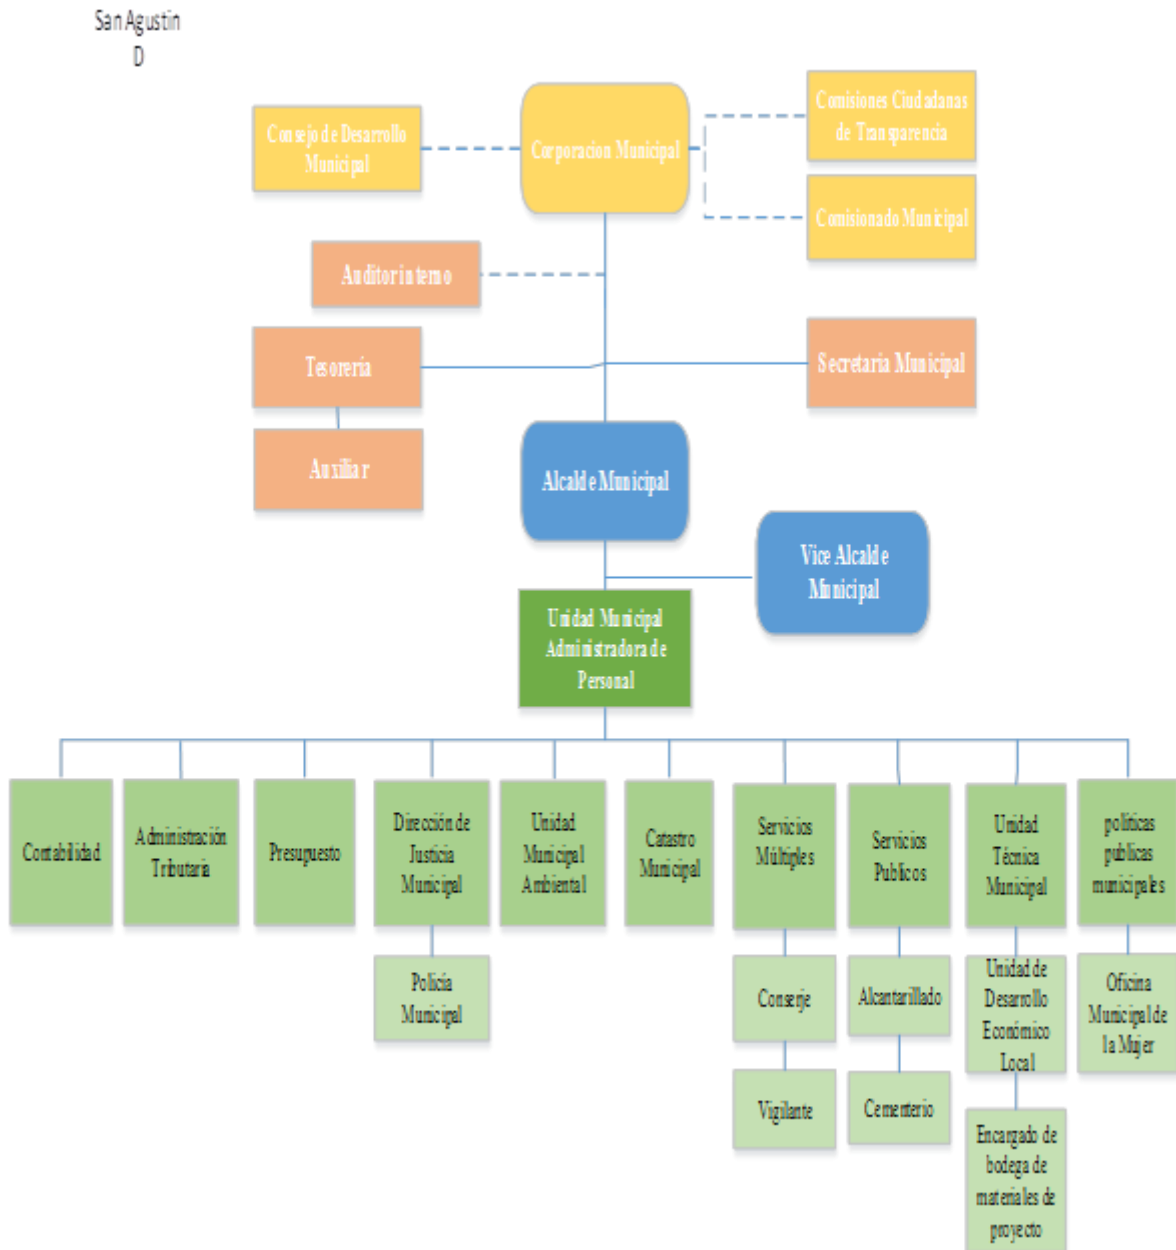 San Agustin
D
Consejo de Desarrollo
Municipal
Corporacion Municipal
Comisiones Ciudadanas
de Transparencia
Comisionado Municipal
Auditor interno
Tesoreria
Secretaria Municipal
Auxiliar
Alcalde Municipal
Vice Alcalde
Municipal
Unidad Municipal
Administradora de
Personal
Contabilidad
Administración
Tributaria
Presupuesto
Dirección de
Justicia
Municipal
Unidad
Municipal
Ambiental
Catastro
Municipal
Servicios
Múltiples
Servicios
Publicos
Unidad
Técnica
Municipal
políticas
publicas
municipales
Policía
Municipal
Conserje
Alcantarillado
Unidad de
Desarrollo
Económico
Local
Oficina
Municipal de
la Mujer
Vigilante
Cementerio
Encargado de
bodega de
materiales de
proyecto